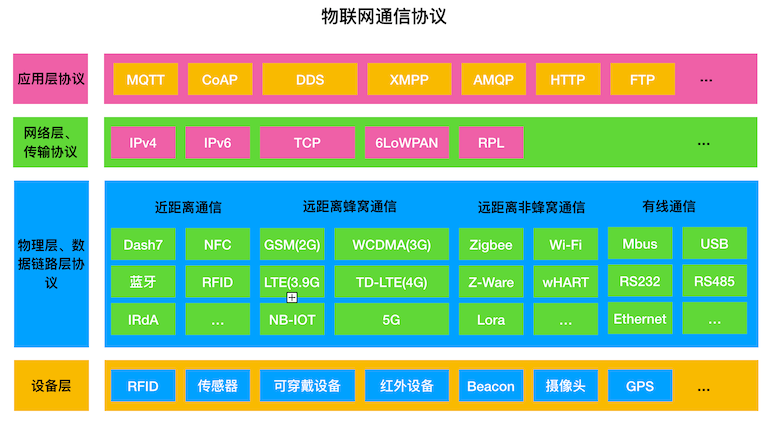 物联网通信协议
应用层协议
MQTT CoAP DDS XMPP AMQP HTTP FTP ...
网络层、
传输协议
IPv4 IPv6 TCP 6LoWPAN RPL ...
物理层、数
据链路层协
议
近距离通信 远距离蜂窝通信 远距离非蜂窝通信 有线通信
Dash7 NFC GSM(2G) WCDMA(3G) Zigbee Wi-Fi Mbus USB
蓝牙 RFID LTE(3.9G TD-LTE(4G) Z-Ware wHART RS232 RS485
IRdA ... NB-IOT 5G Lora ... Ethernet ...
设备层
RFID 传感器 可穿戴设备 红外设备 Beacon 摄像头 GPS ...